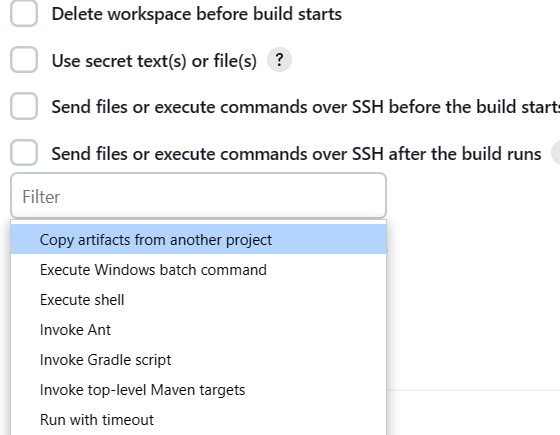 Delete workspace before build starts
Use secret text(s) or file(s) ?
Send files or execute commands over SSH before the build starts
Send files or execute commands over SSH after the build runs
Filter
Copy artifacts from another project
Execute Windows batch command
Execute shell
Invoke Ant
Invoke Gradle script
Invoke top-level Maven targets
Run with timeout